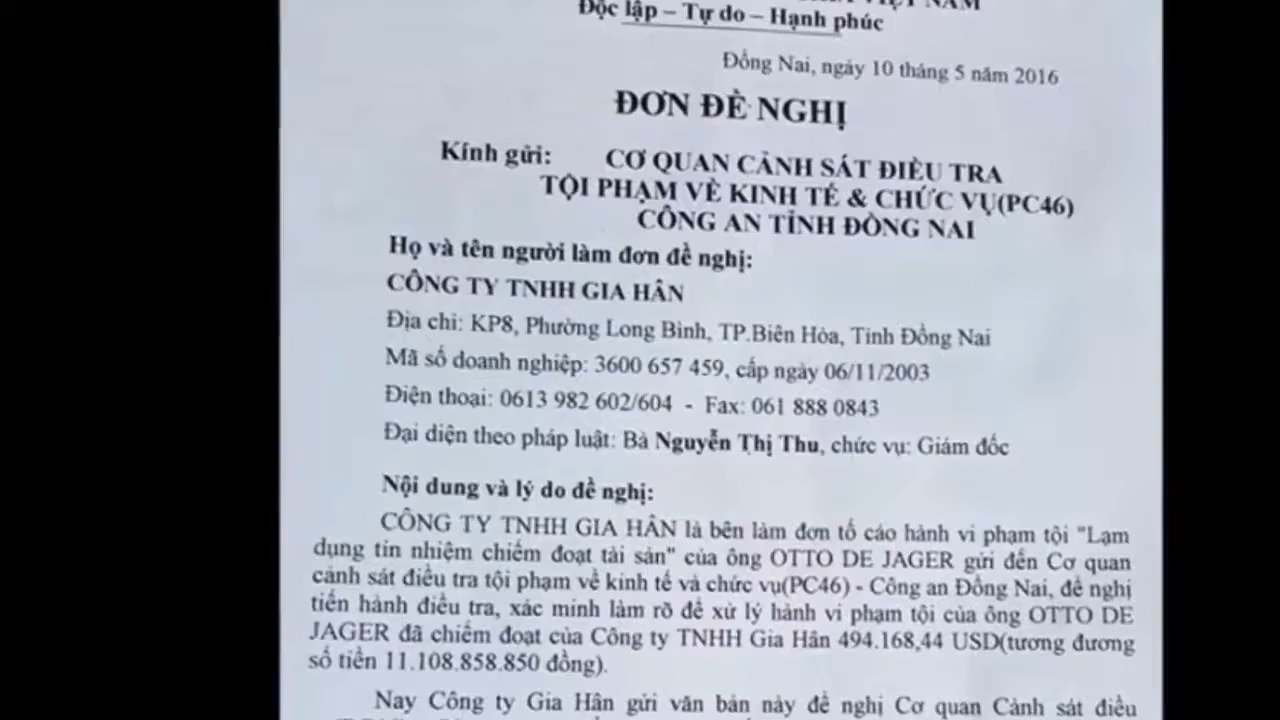 VIỆT NAM
Độc lập – Tự do – Hạnh phúc
Đồng Nai, ngày 10 tháng 5 năm 2016
ĐƠN ĐỀ NGHỊ
Kính gửi: CƠ QUAN CẢNH SÁT ĐIỀU TRA
TỘI PHẠM VỀ KINH TẾ & CHỨC VỤ(PC46)
CÔNG AN TỈNH ĐỒNG NAI
Họ và tên người làm đơn đề nghị:
CÔNG TY TNHH GIA HÂN
Địa chỉ: KP8, Phường Long Bình, TP.Biên Hòa, Tỉnh Đồng Nai
Mã số doanh nghiệp: 3600 657 459, cấp ngày 06/11/2003
Điện thoại: 0613 982 602/604 - Fax: 061 888 0843
Đại diện theo pháp luật: Bà Nguyễn Thị Thu, chức vụ: Giám đốc
Nội dung và lý do đề nghị:
CÔNG TY TNHH GIA HÂN là bên làm đơn tố cáo hành vi phạm tội "Lạm
dụng tín nhiệm chiếm đoạt tài sản" của ông OTTO DE JAGER gửi đến Cơ quan
cảnh sát điều tra tội phạm về kinh tế và chức vụ(PC46) - Công an Đồng Nai, đề nghị
tiến hành điều tra, xác minh làm rõ để xử lý hành vi phạm tội của ông OTTO DE
JAGER đã chiếm đoạt của Công ty TNHH Gia Hân 494.168,44 USD(tương đương
số tiền 11.108.858.850 đồng).
Nay Công ty Gia Hân gửi văn bản này đề nghị Cơ quan Cảnh sát điều